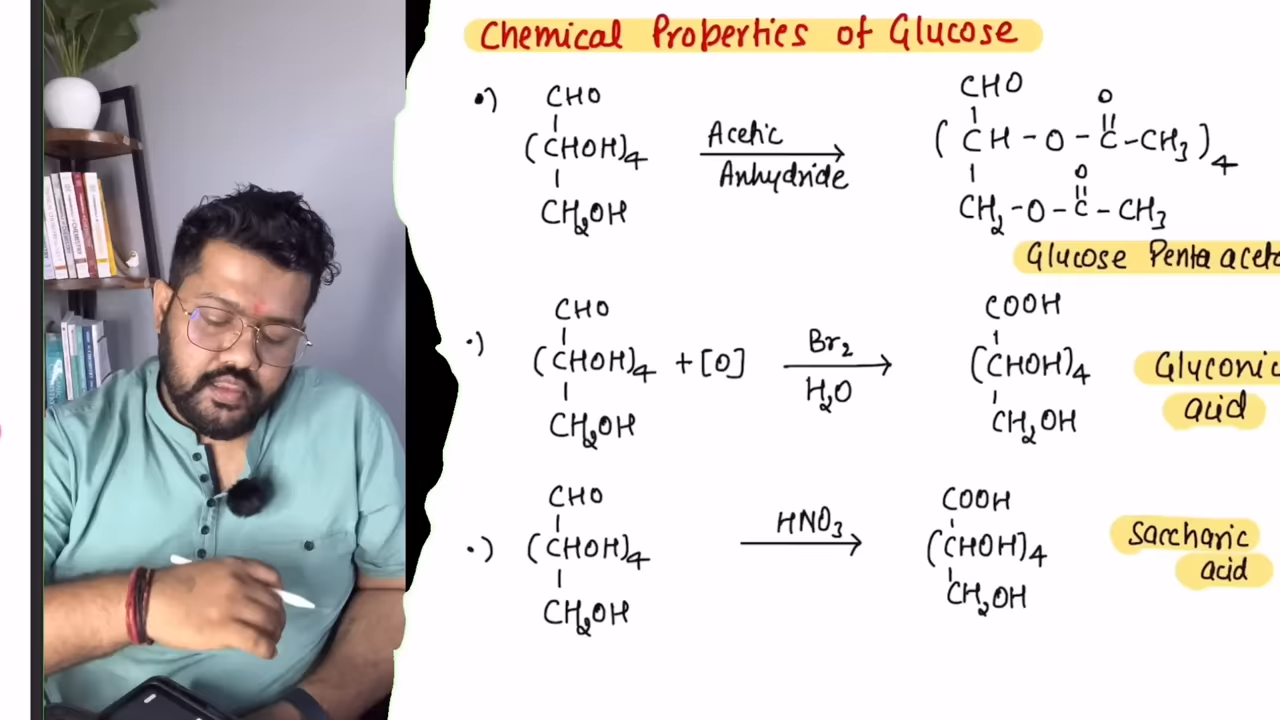 Chemical Properties of Glucose
•) CHO
(CHOH)4
CH2OH
Acetic
Anhydride
CHO
( CH - O - C - CH3 )4
O
CH2 - O - C - CH3
O
Glucose Penta aceta
•) CHO
(CHOH)4 + [O]
CH2OH
Br2
H2O
COOH
(CHOH)4
CH2OH
Gluconic
acid
•) CHO
(CHOH)4
CH2OH
HNO3
COOH
(CHOH)4
CH2OH
Saccharic
acid